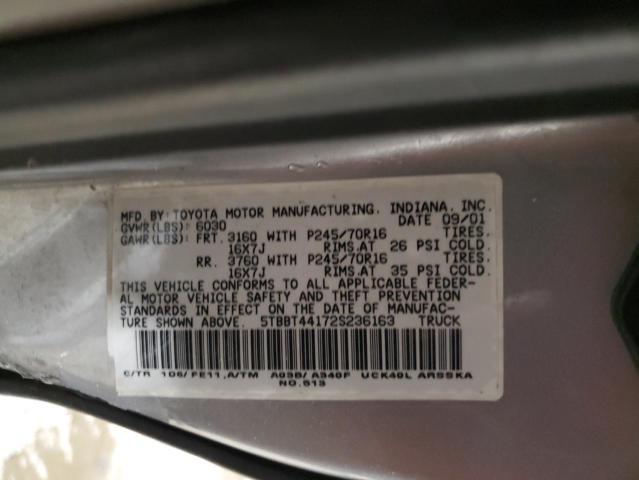 MFD. BY: TOYOTA MOTOR MANUFACTURING, INDIANA, INC.
GVWR(LBS): 6030 DATE 09/01
GAWR(LBS): FRT. 3160 WITH P245/70R16 TIRES.
16X7J RIMS.AT 26 PSI COLD.
RR. 3760 WITH P245/70R16 TIRES.
16X7J RIMS.AT 35 PSI COLD.
THIS VEHICLE CONFORMS TO ALL APPLICABLE FEDER-
AL MOTOR VEHICLE SAFETY AND THEFT PREVENTION
STANDARDS IN EFFECT ON THE DATE OF MANUFAC-
TURE SHOWN ABOVE. 5TBBT44172S236163 TRUCK
C/TR 1D6/FE11,A/TM A03B/A340F UCK40L ARSSKA
NO.513